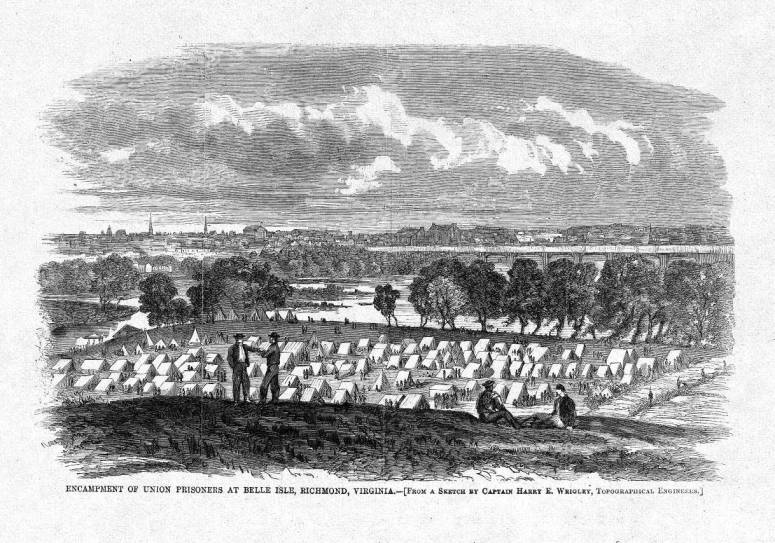 ENCAMPMENT OF UNION PRISONERS AT BELLE ISLE, RICHMOND, VIRGINIA.—[From a Sketch by Captain Harry E. Wrigley, Topographical Engineers.]